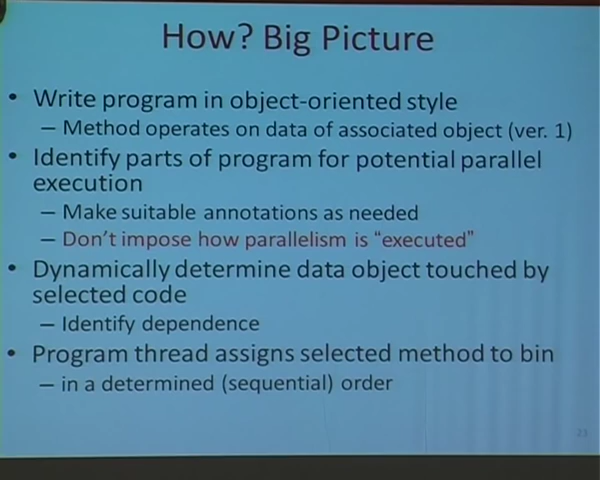 How? Big Picture
• Write program in object-oriented style
– Method operates on data of associated object (ver. 1)
• Identify parts of program for potential parallel
execution
– Make suitable annotations as needed
– Don't impose how parallelism is “executed”
• Dynamically determine data object touched by
selected code
– Identify dependence
• Program thread assigns selected method to bin
– in a determined (sequential) order
23